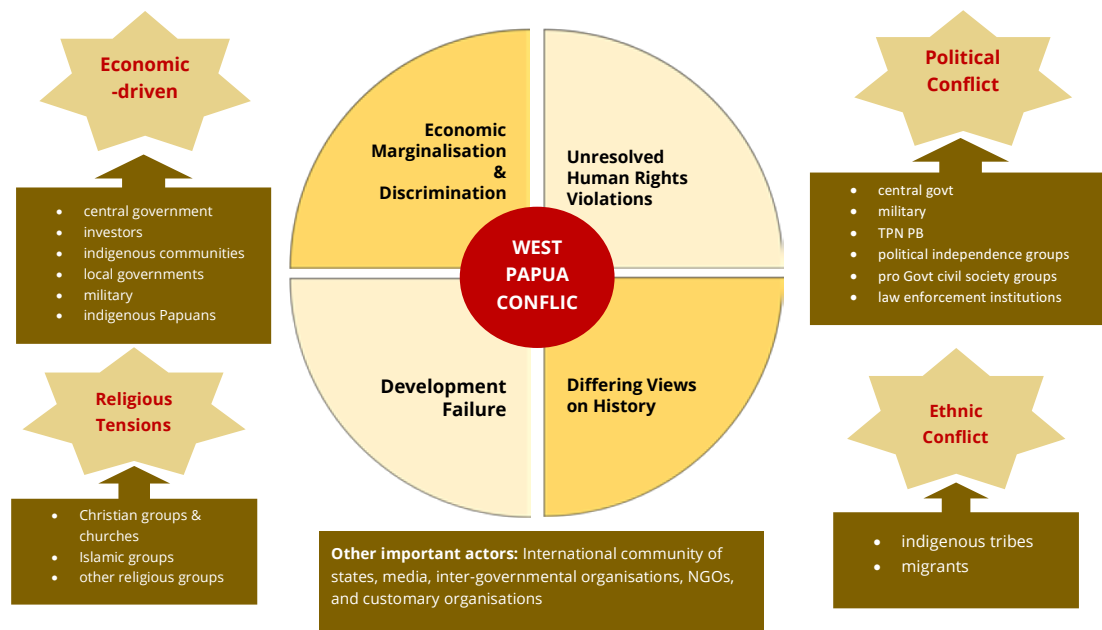 Economic
-driven
• central government
• investors
• indigenous communities
• local governments
• military
• indigenous Papuans
Religious
Tensions
• Christian groups &
churches
• Islamic groups
• other religious groups
Economic
Marginalisation
&
Discrimination
Unresolved
Human Rights
Violations
WEST
PAPUA
CONFLIC
Development
Failure
Differing Views
on History
Other important actors: International community of
states, media, inter-governmental organisations, NGOs,
and customary organisations
Political
Conflict
• central govt
• military
• TPN PB
• political independence groups
• pro Govt civil society groups
• law enforcement institutions
Ethnic
Conflict
• indigenous tribes
• migrants